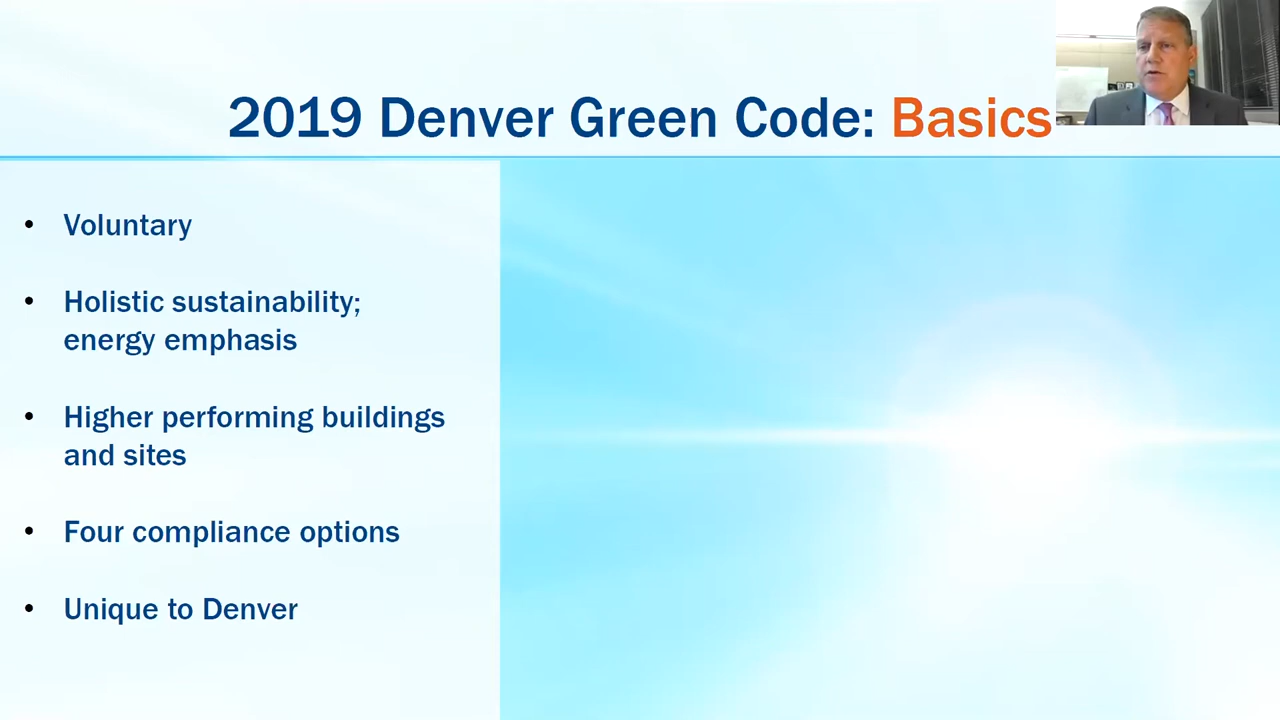 2019 Denver Green Code: Basics
• Voluntary
• Holistic sustainability;
energy emphasis
• Higher performing buildings
and sites
• Four compliance options
• Unique to Denver